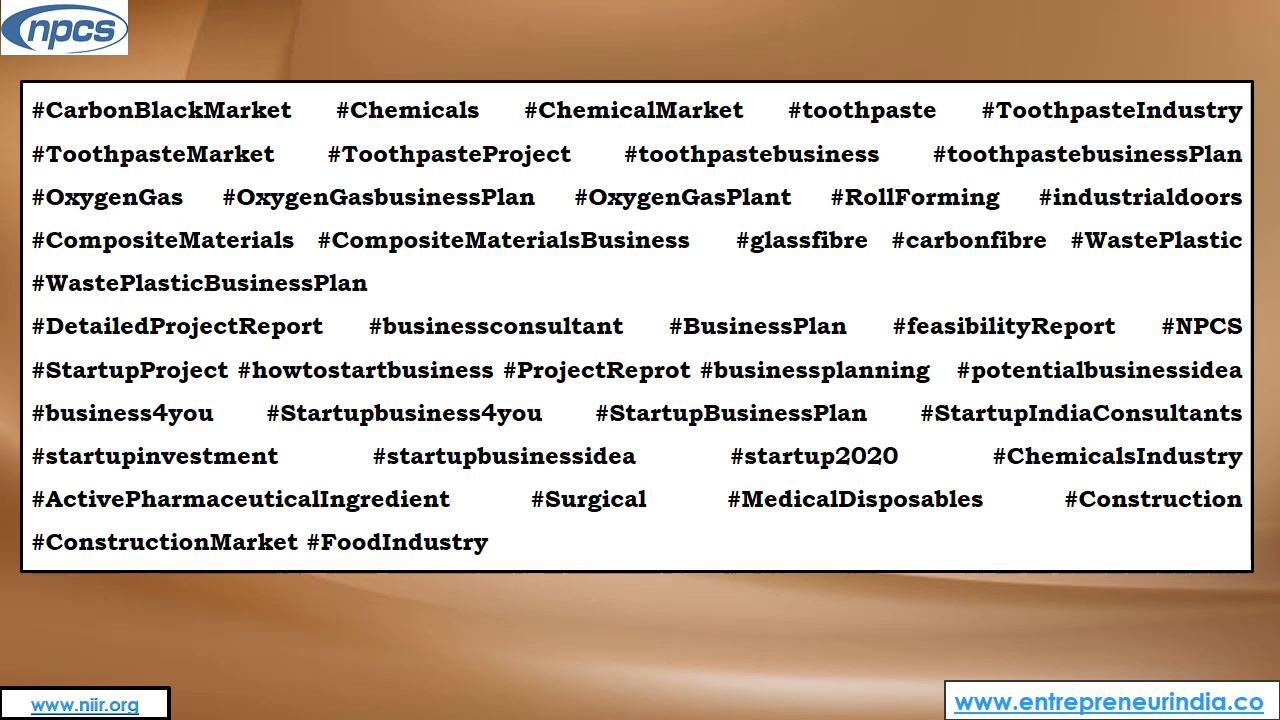 npcs
#CarbonBlackMarket #Chemicals #ChemicalMarket #toothpaste #ToothpasteIndustry
#ToothpasteMarket #ToothpasteProject #toothpastebusiness #toothpastebusinessPlan
#OxygenGas #OxygenGasbusinessPlan #OxygenGasPlant #RollForming #industrialdoors
#CompositeMaterials #CompositeMaterialsBusiness #glassfibre #carbonfibre #WastePlastic
#WastePlasticBusinessPlan
#DetailedProjectReport #businessconsultant #BusinessPlan #feasibilityReport #NPCS
#StartupProject #howtostartbusiness #ProjectReprot #businessplanning #potentialbusinessidea
#business4you #Startupbusiness4you #StartupBusinessPlan #StartupIndiaConsultants
#startupinvestment #startupbusinessidea #startup2020 #ChemicalsIndustry
#ActivePharmaceuticalIngredient #Surgical #MedicalDisposables #Construction
#ConstructionMarket #FoodIndustry
www.niir.org
www.entrepreneurindia.co